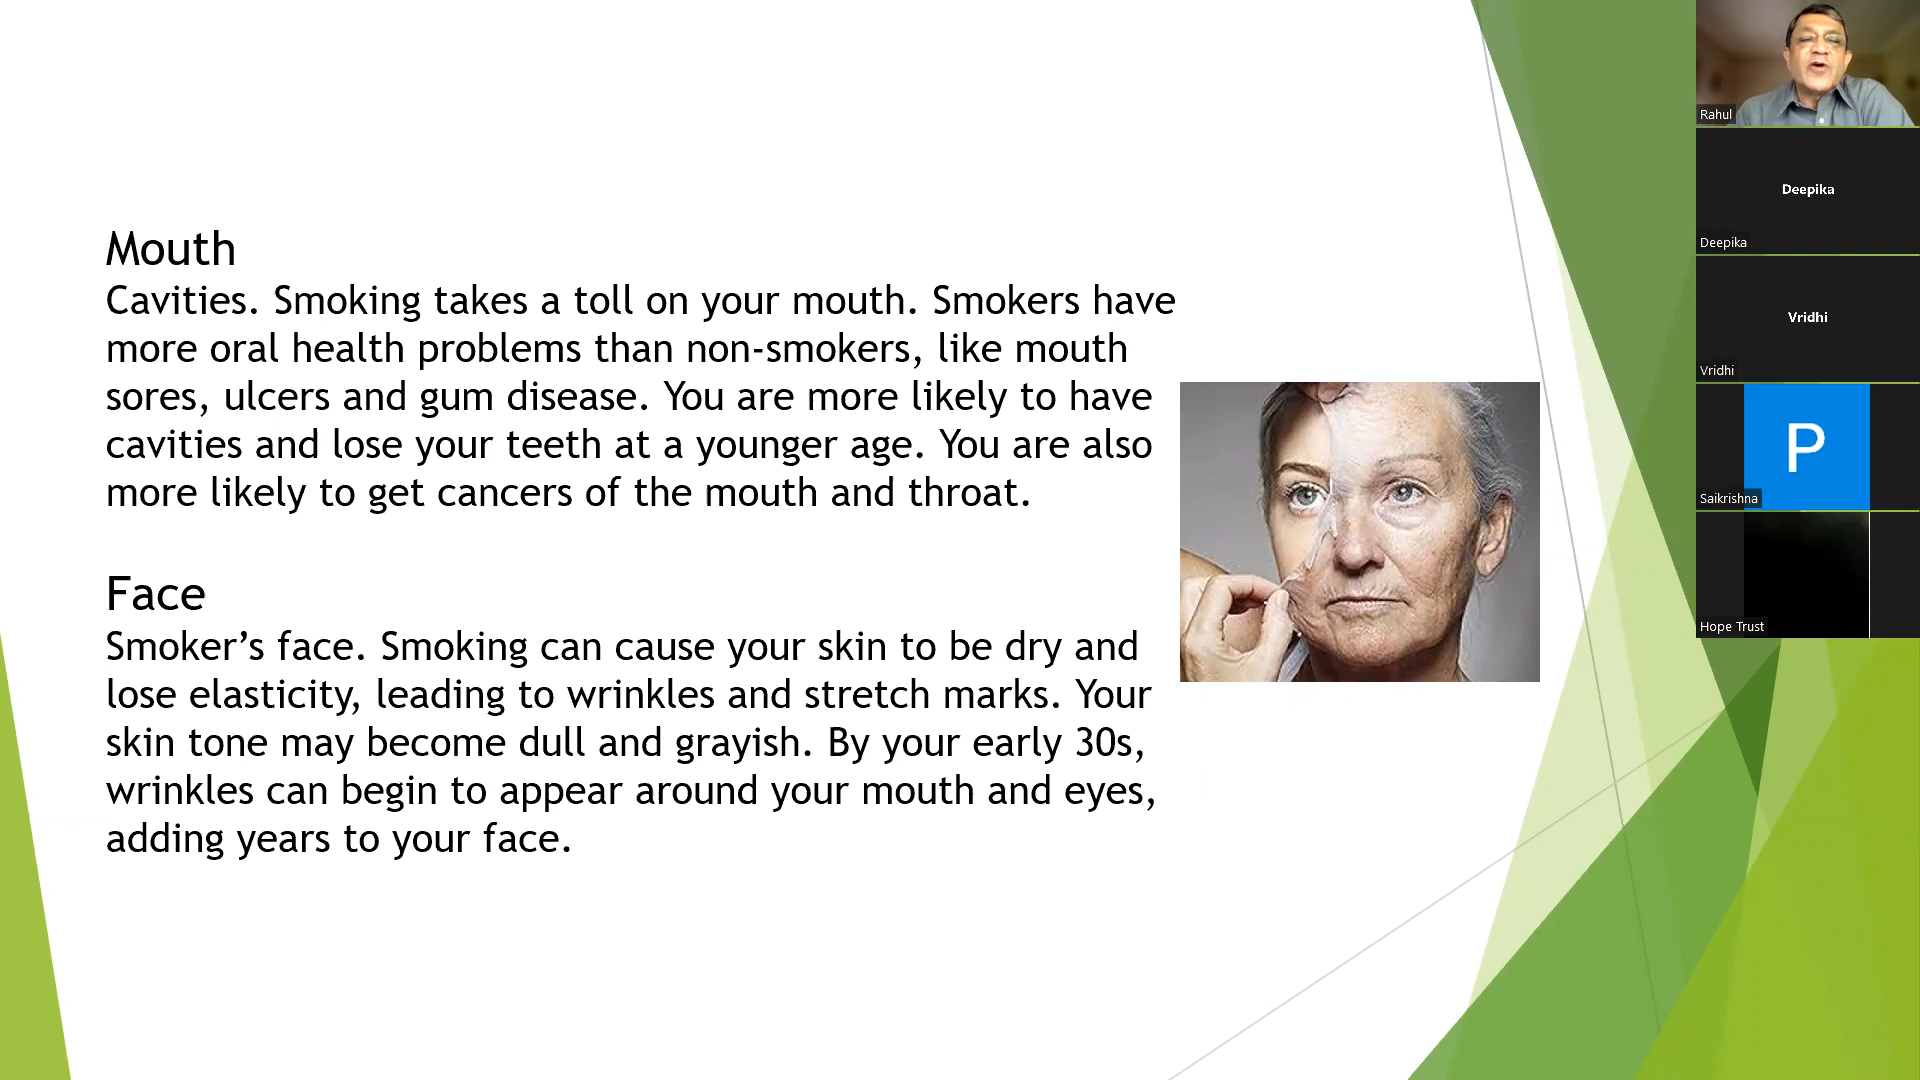 Mouth
Cavities. Smoking takes a toll on your mouth. Smokers have
more oral health problems than non-smokers, like mouth
sores, ulcers and gum disease. You are more likely to have
cavities and lose your teeth at a younger age. You are also
more likely to get cancers of the mouth and throat.
Face
Smoker’s face. Smoking can cause your skin to be dry and
lose elasticity, leading to wrinkles and stretch marks. Your
skin tone may become dull and grayish. By your early 30s,
wrinkles can begin to appear around your mouth and eyes,
adding years to your face.
Rahul
Deepika
Deepika
Vridhi
Vridhi
P
Saikrishna
Hope Trust